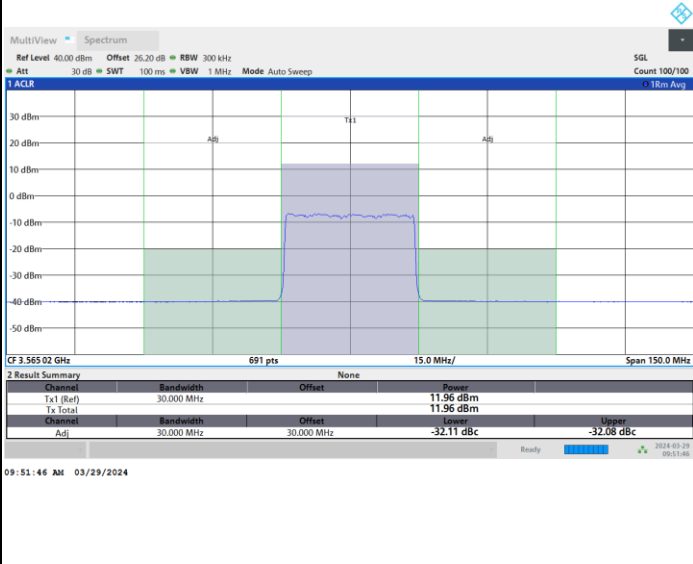 MultiView Spectrum
Ref Level 40.00 dBm Offset 26.20 dB RBW 300 kHz SGL
Att 30 dB SWT 100 ms VBW 1 MHz Mode Auto Sweep Count 100/100
1 ACLR 1Rm Avg
30 dBm
Tx1
20 dBm
Adj Adj
10 dBm
0 dBm
-10 dBm
-20 dBm
-30 dBm
-40 dBm
-50 dBm
CF 3.565 02 GHz 691 pts 15.0 MHz/ Span 150.0 MHz
2 Result Summary None
Channel Bandwidth Offset Power
Tx1 (Ref) 30.000 MHz 11.96 dBm
Tx Total 11.96 dBm
Channel Bandwidth Offset Lower Upper
Adj 30.000 MHz 30.000 MHz -32.11 dBc -32.08 dBc
Ready 2024-03-29
09:51:46
09:51:46 AM 03/29/2024